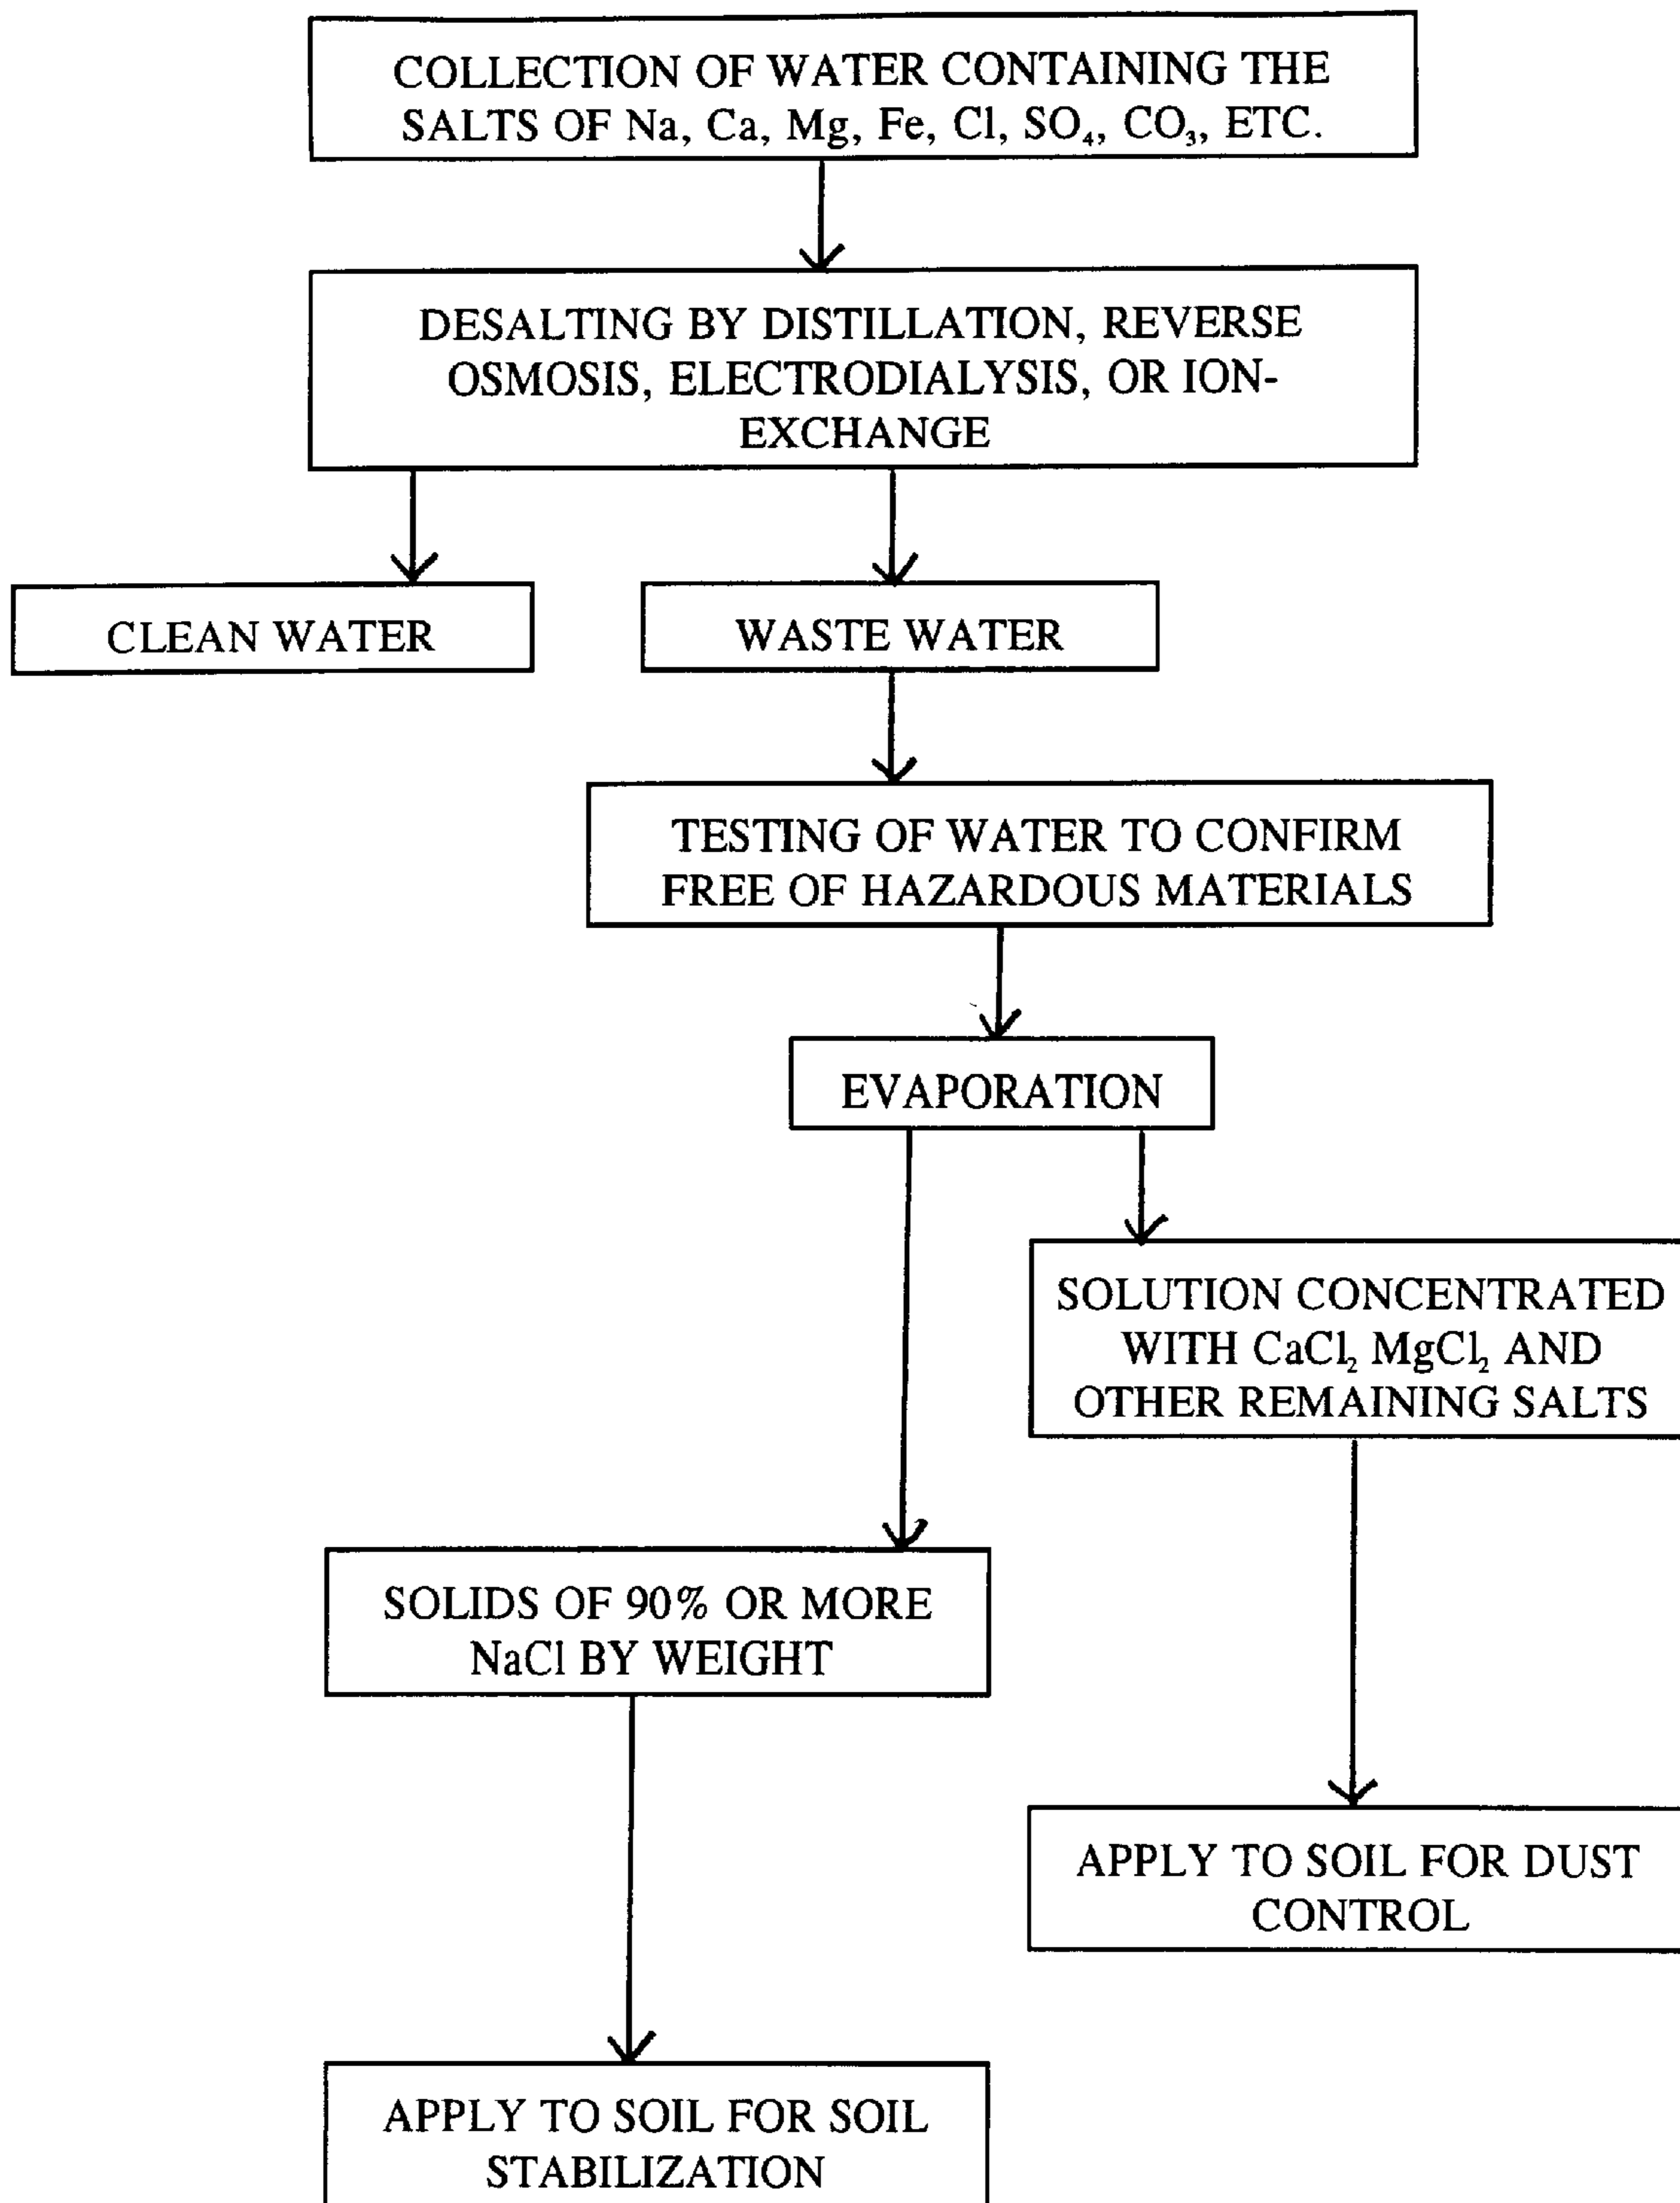 COLLECTION OF WATER CONTAINING THE
SALTS OF Na, Ca, Mg, Fe, Cl, SO₄, CO₃, ETC.
DESALTING BY DISTILLATION, REVERSE
OSMOSIS, ELECTRODIALYSIS, OR ION-
EXCHANGE
CLEAN WATER
WASTE WATER
TESTING OF WATER TO CONFIRM
FREE OF HAZARDOUS MATERIALS
EVAPORATION
SOLUTION CONCENTRATED
WITH CaCl₂ MgCl₂ AND
OTHER REMAINING SALTS
SOLIDS OF 90% OR MORE
NaCl BY WEIGHT
APPLY TO SOIL FOR DUST
CONTROL
APPLY TO SOIL FOR SOIL
STABILIZATION